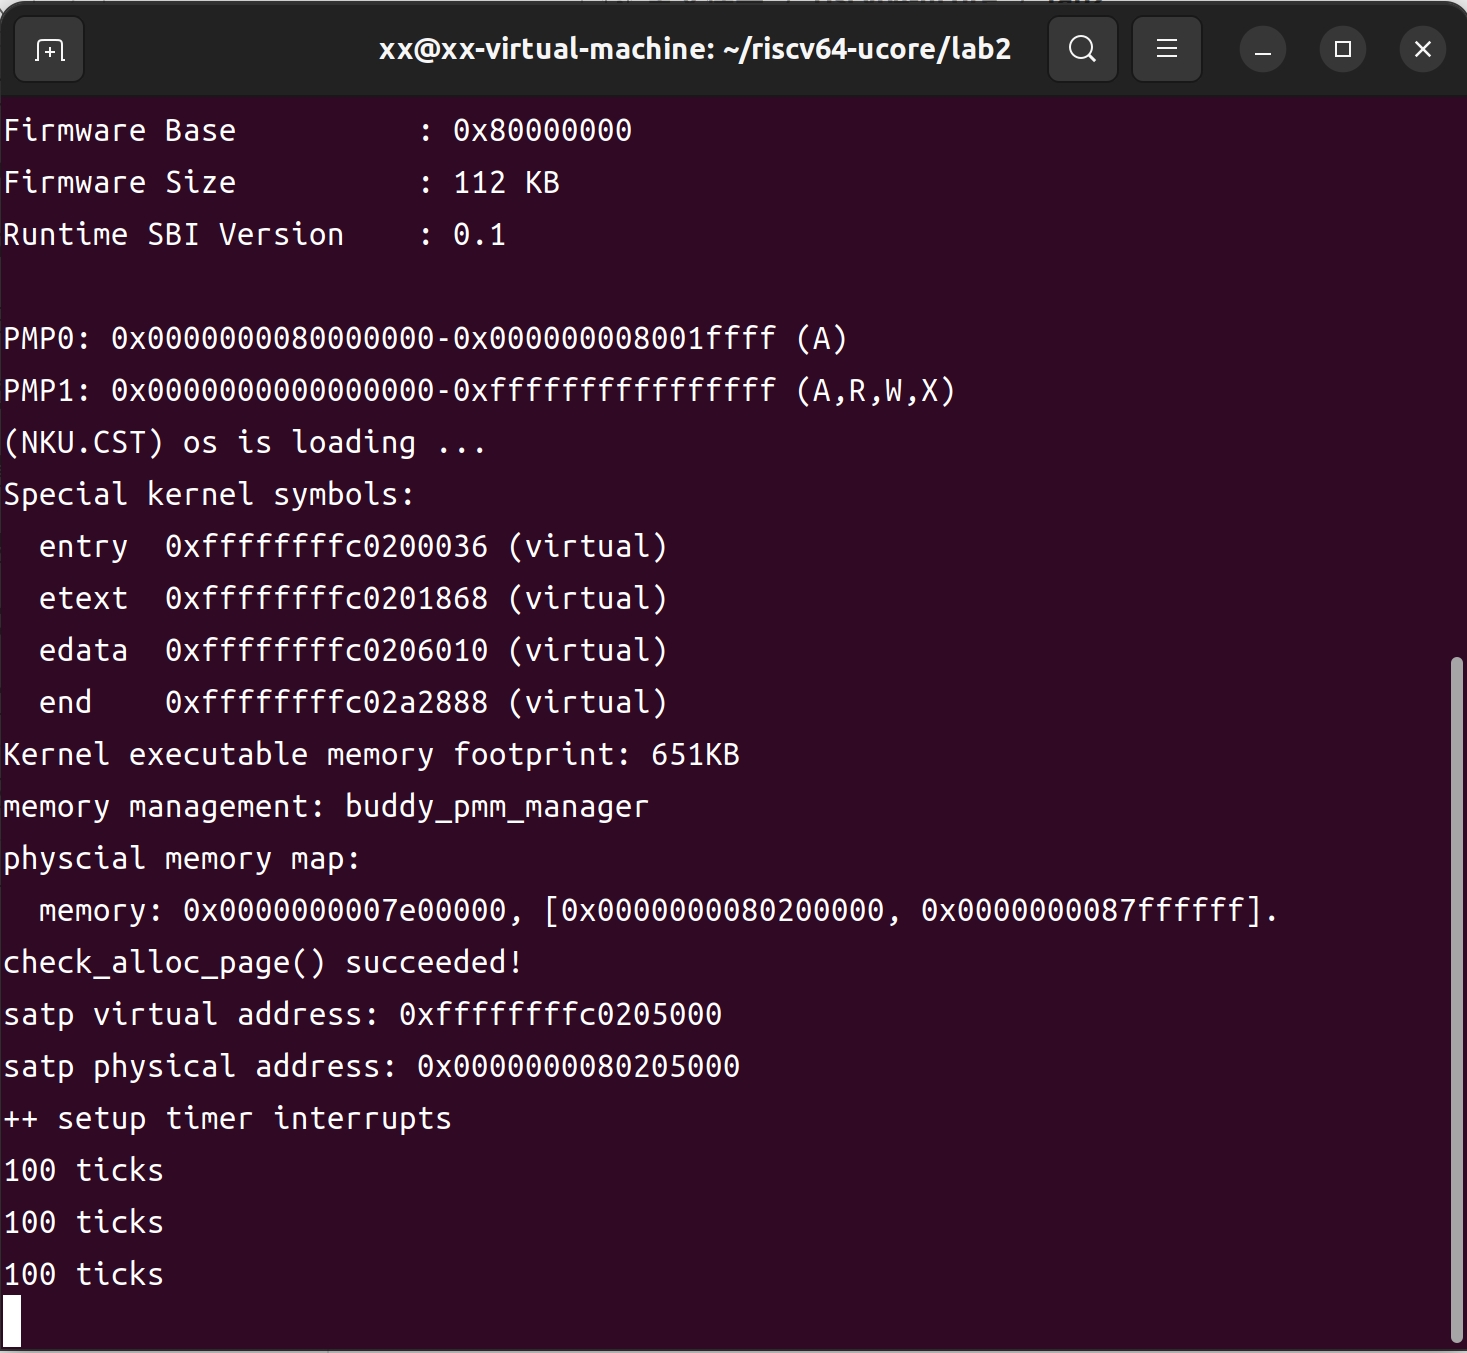 xx@xx-virtual-machine: ~/riscv64-ucore/lab2
Firmware Base          : 0x80000000
Firmware Size          : 112 KB
Runtime SBI Version    : 0.1

PMP0: 0x0000000080000000-0x000000008001ffff (A)
PMP1: 0x0000000000000000-0xffffffffffffffff (A,R,W,X)
(NKU.CST) os is loading ...
Special kernel symbols:
  entry  0xffffffffc0200036 (virtual)
  etext  0xffffffffc0201868 (virtual)
  edata  0xffffffffc0206010 (virtual)
  end    0xffffffffc02a2888 (virtual)
Kernel executable memory footprint: 651KB
memory management: buddy_pmm_manager
physcial memory map:
  memory: 0x0000000007e00000, [0x0000000080200000, 0x0000000087ffffff].
check_alloc_page() succeeded!
satp virtual address: 0xffffffffc0205000
satp physical address: 0x0000000080205000
++ setup timer interrupts
100 ticks
100 ticks
100 ticks